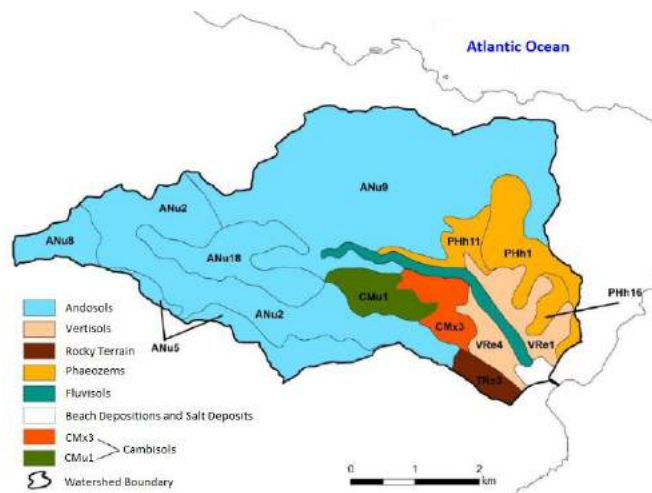 Atlantic Ocean
ANu9
ANu2
ANu8
ANu18
PHh11
PHh1
PHh16
CMu1
ANu2
CMx3
ANu5
VRe4
VRe1
Andosols
Vertisols
Rocky Terrain
Phaeozems
Fluvisols
Beach Depositions and Salt Deposits
CMx3
CMu1
Cambisols
Watershed Boundary
0 1 2
km